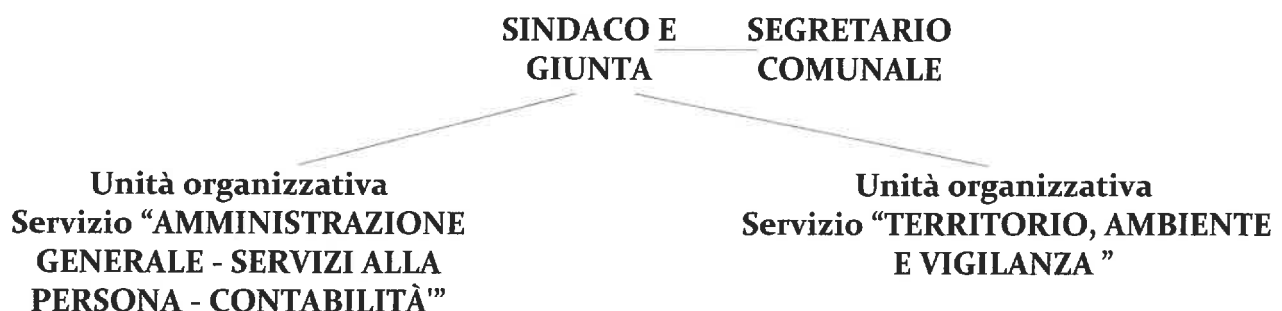 SINDACO E
GIUNTA
SEGRETARIO
COMUNALE
Unità organizzativa
Servizio “AMMINISTRAZIONE
GENERALE - SERVIZI ALLA
PERSONA - CONTABILITÀ'”
Unità organizzativa
Servizio “TERRITORIO, AMBIENTE
E VIGILANZA ”